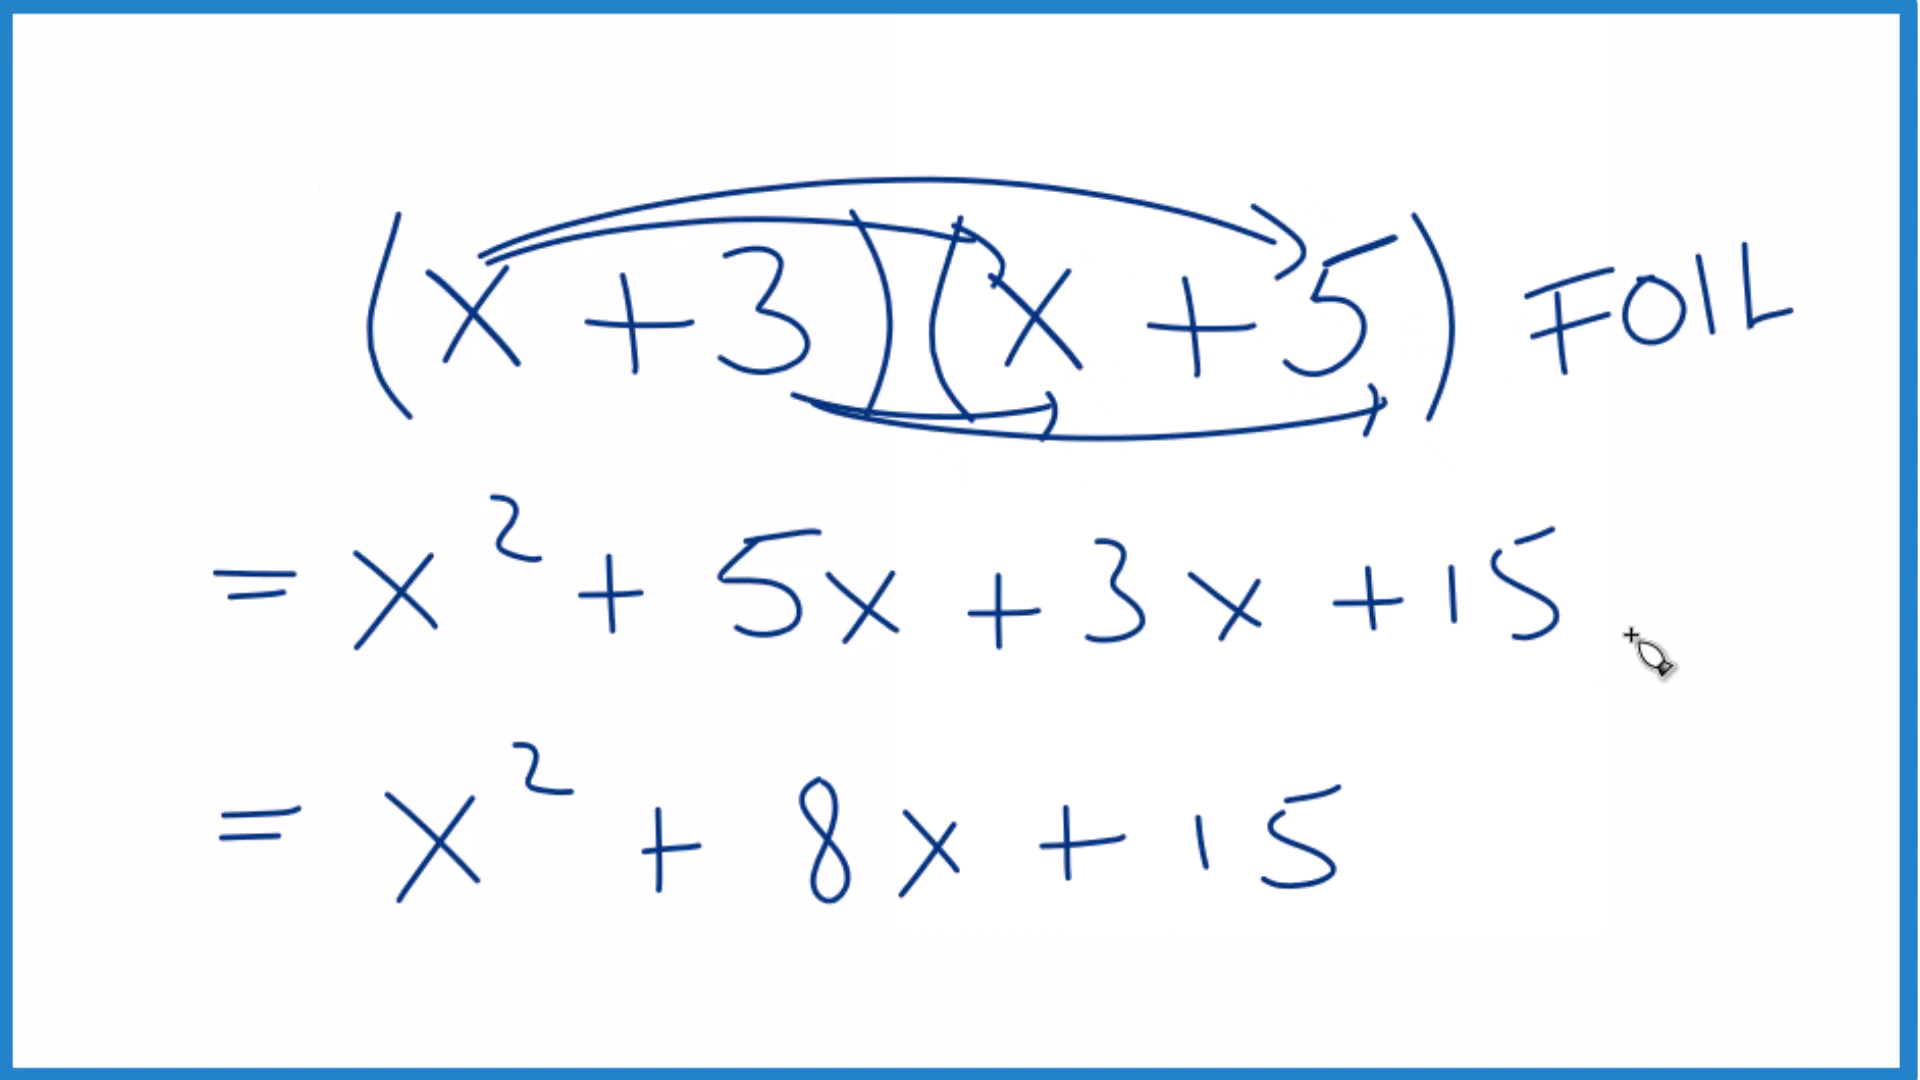 (x + 3)(x + 5) FOIL
= x² + 5x + 3x + 15
= x² + 8x + 15